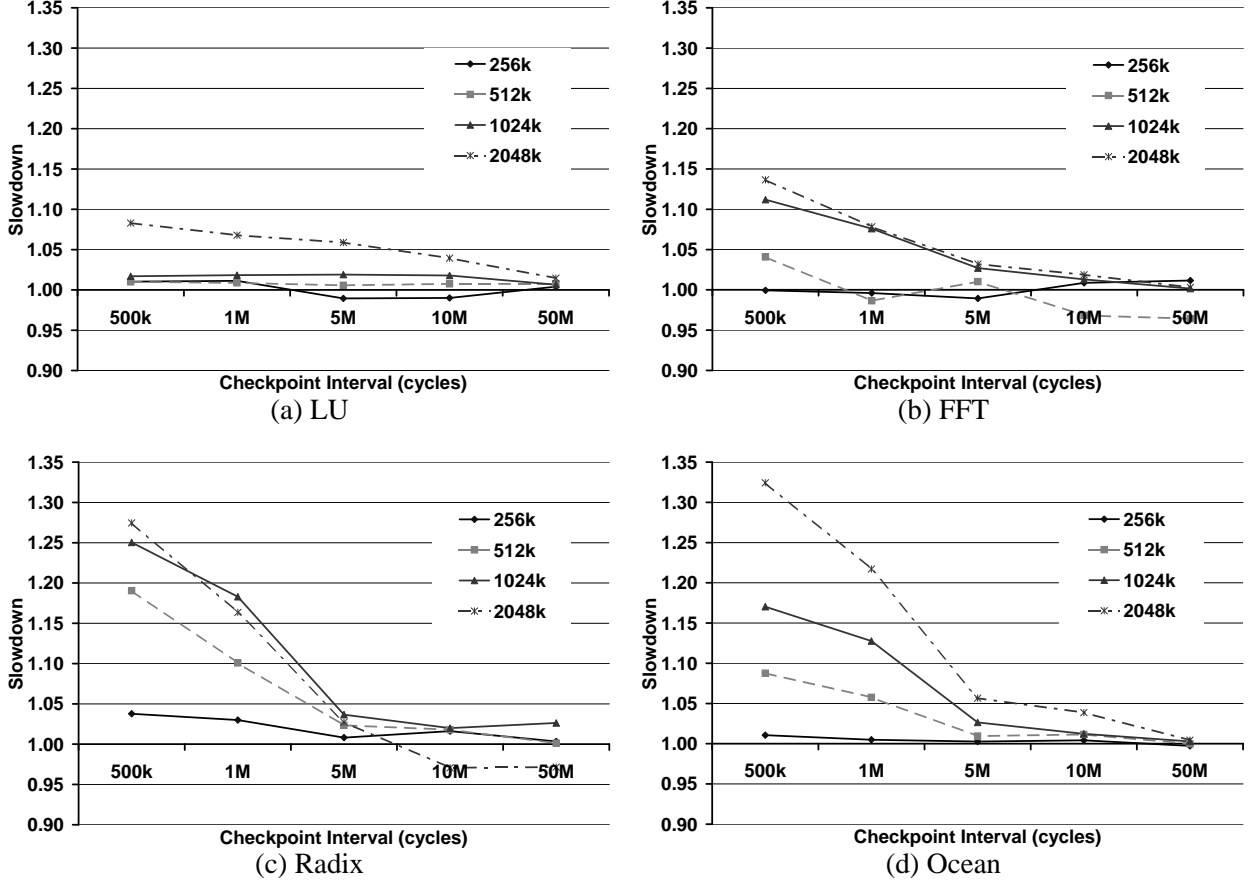 1.35
1.30
1.25
1.20
1.15
1.10
1.05
1.00
0.95
0.90
Slowdown
256k
512k
1024k
2048k
500k 1M 5M 10M 50M
Checkpoint Interval (cycles)
(a) LU
1.35
1.30
1.25
1.20
1.15
1.10
1.05
1.00
0.95
0.90
Slowdown
256k
512k
1024k
2048k
500k 1M 5M 10M 50M
Checkpoint Interval (cycles)
(b) FFT
1.35
1.30
1.25
1.20
1.15
1.10
1.05
1.00
0.95
0.90
Slowdown
256k
512k
1024k
2048k
500k 1M 5M 10M 50M
Checkpoint Interval (cycles)
(c) Radix
1.35
1.30
1.25
1.20
1.15
1.10
1.05
1.00
0.95
0.90
Slowdown
256k
512k
1024k
2048k
500k 1M 5M 10M 50M
Checkpoint Interval (cycles)
(d) Ocean